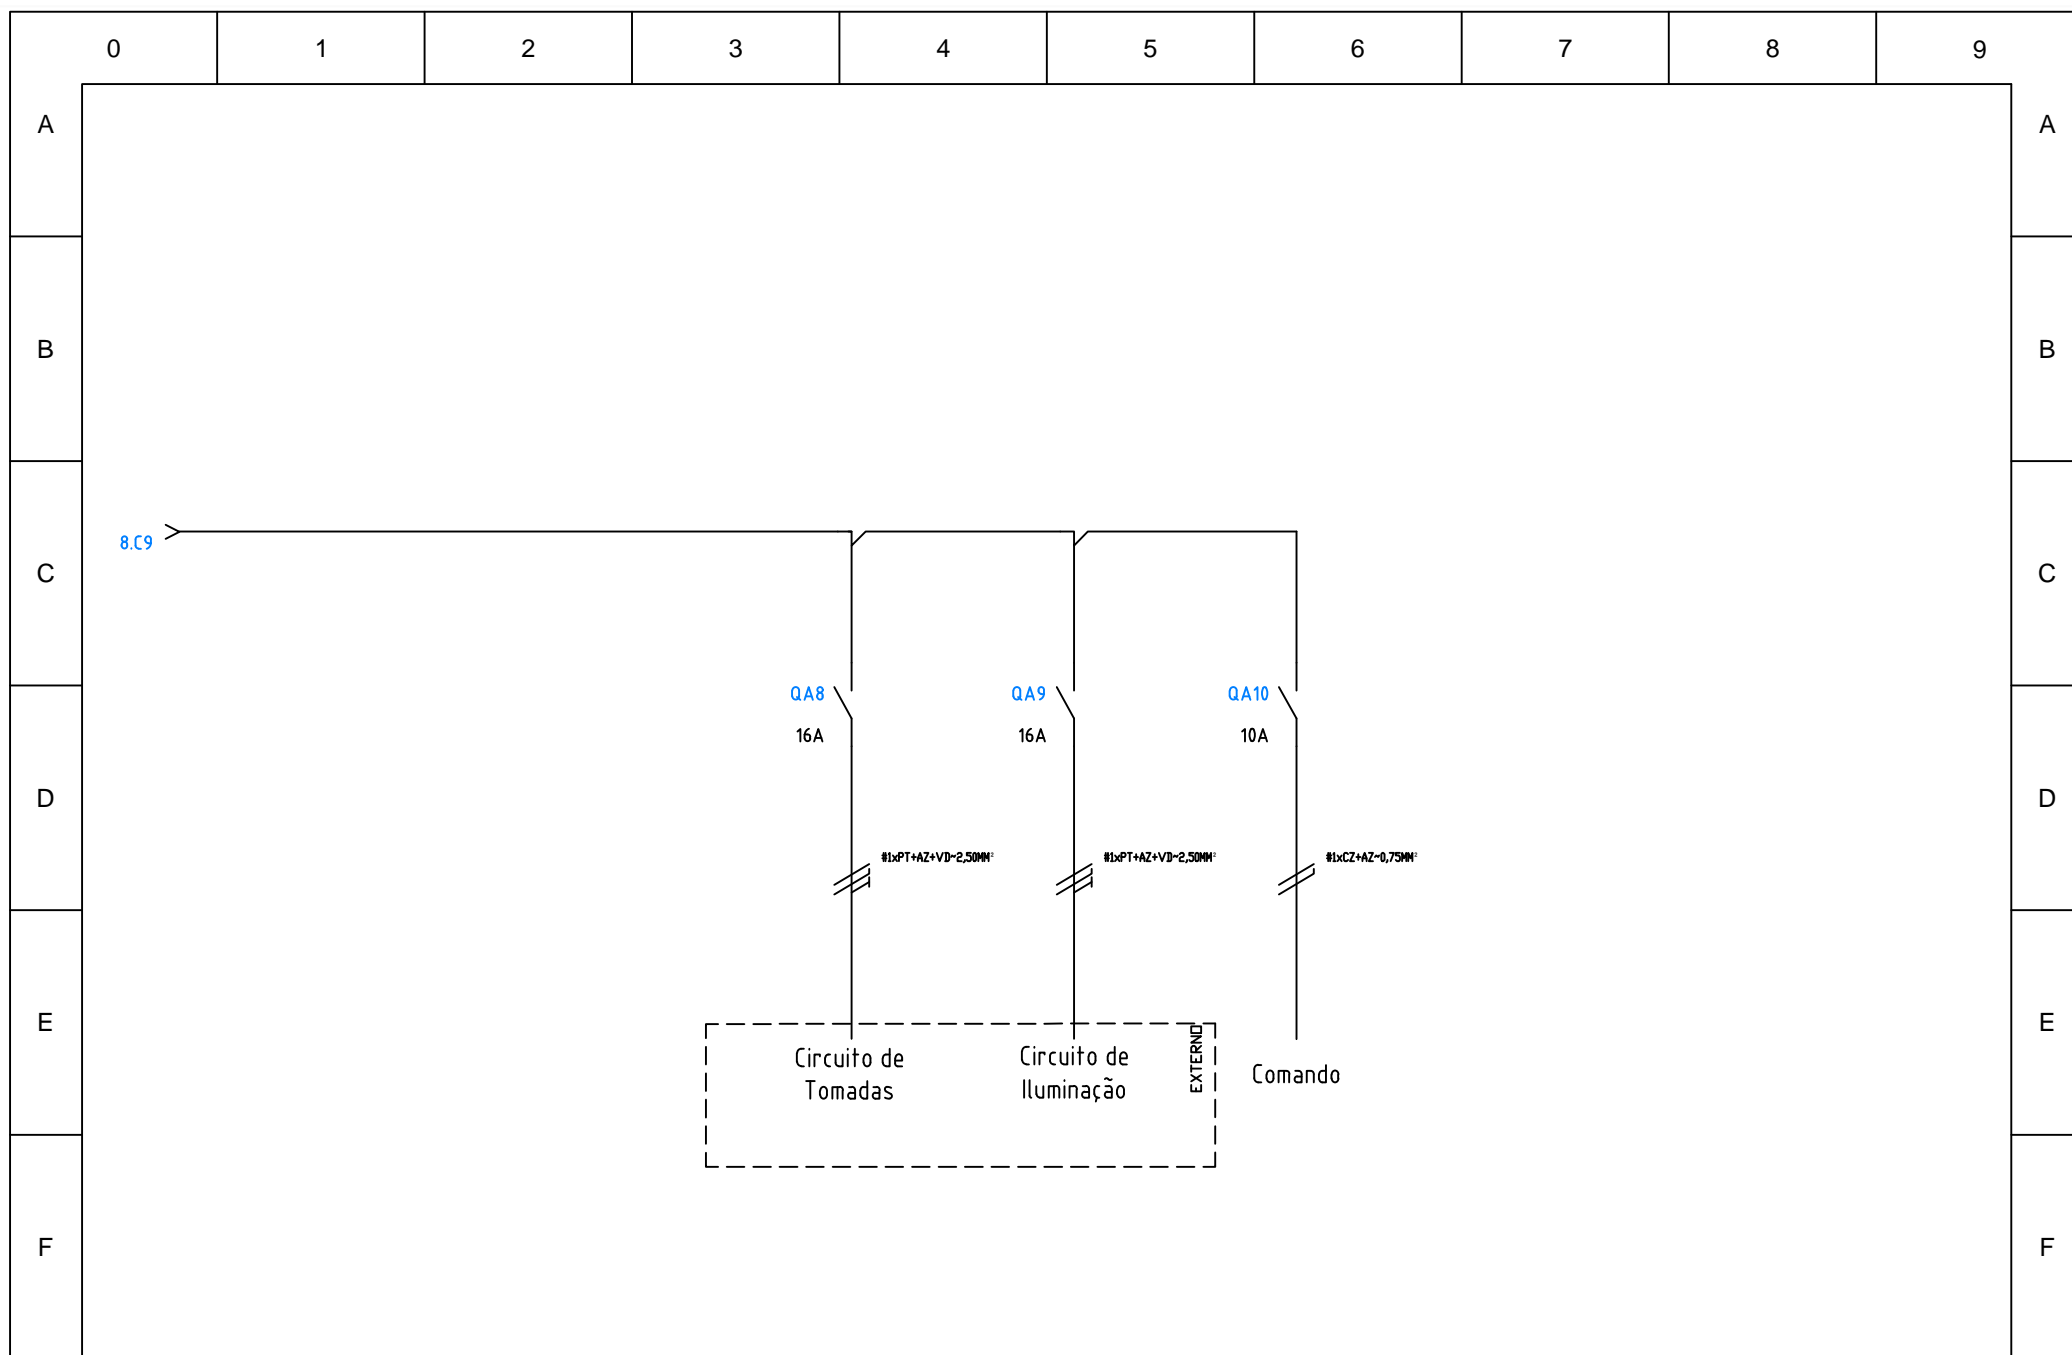 0 1 2 3 4 5 6 7 8 9
A A
B B
8.C9
C C
QA8 QA9 QA10
16A 16A 10A
D D
#1xPT+AZ+VD~2,50MM² #1xPT+AZ+VD~2,50MM² #1xCZ+AZ~0,75MM²
E E
Circuito de
Tomadas
Circuito de
Iluminação
EXTERNO
Comando
F F